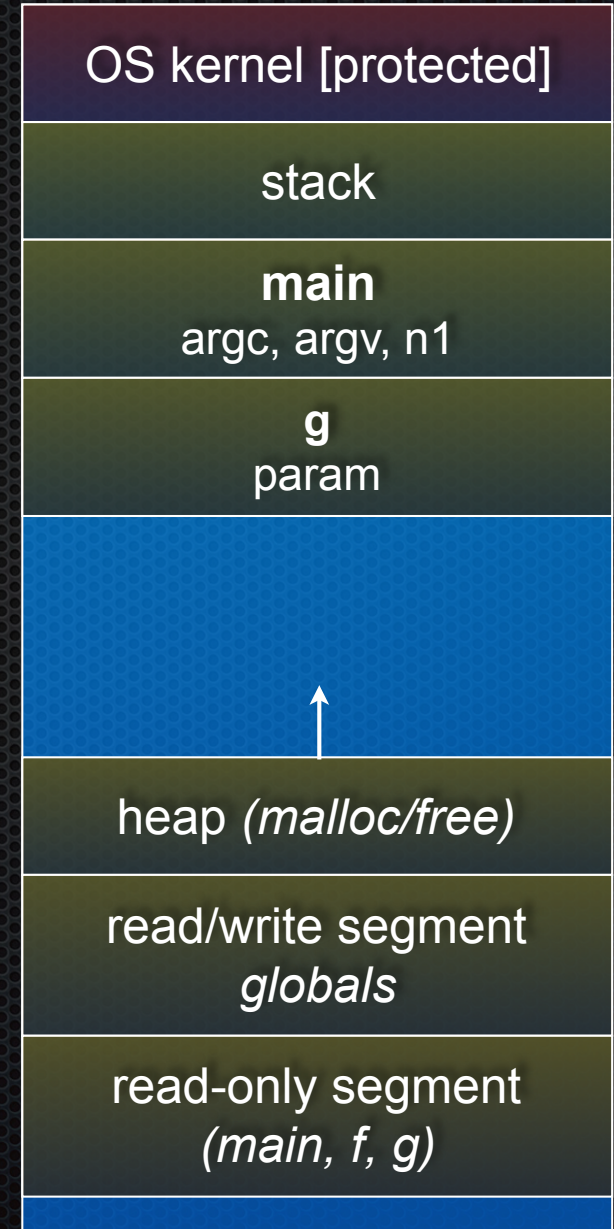 OS kernel [protected]
stack
main
argc, argv, n1
g
param
heap (malloc/free)
read/write segment
globals
read-only segment
(main, f, g)